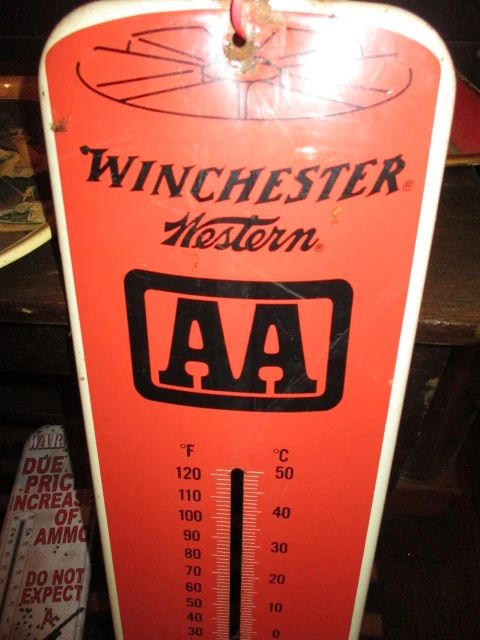 WINCHESTER®
Western®
AA
°F °C
120 50
110
100 40
90
80 30
70
60 20
50
40 10
30 0
WAR
DUE
PRIC
INCREASE
OF
AMMO
DO NOT
EXPECT
A